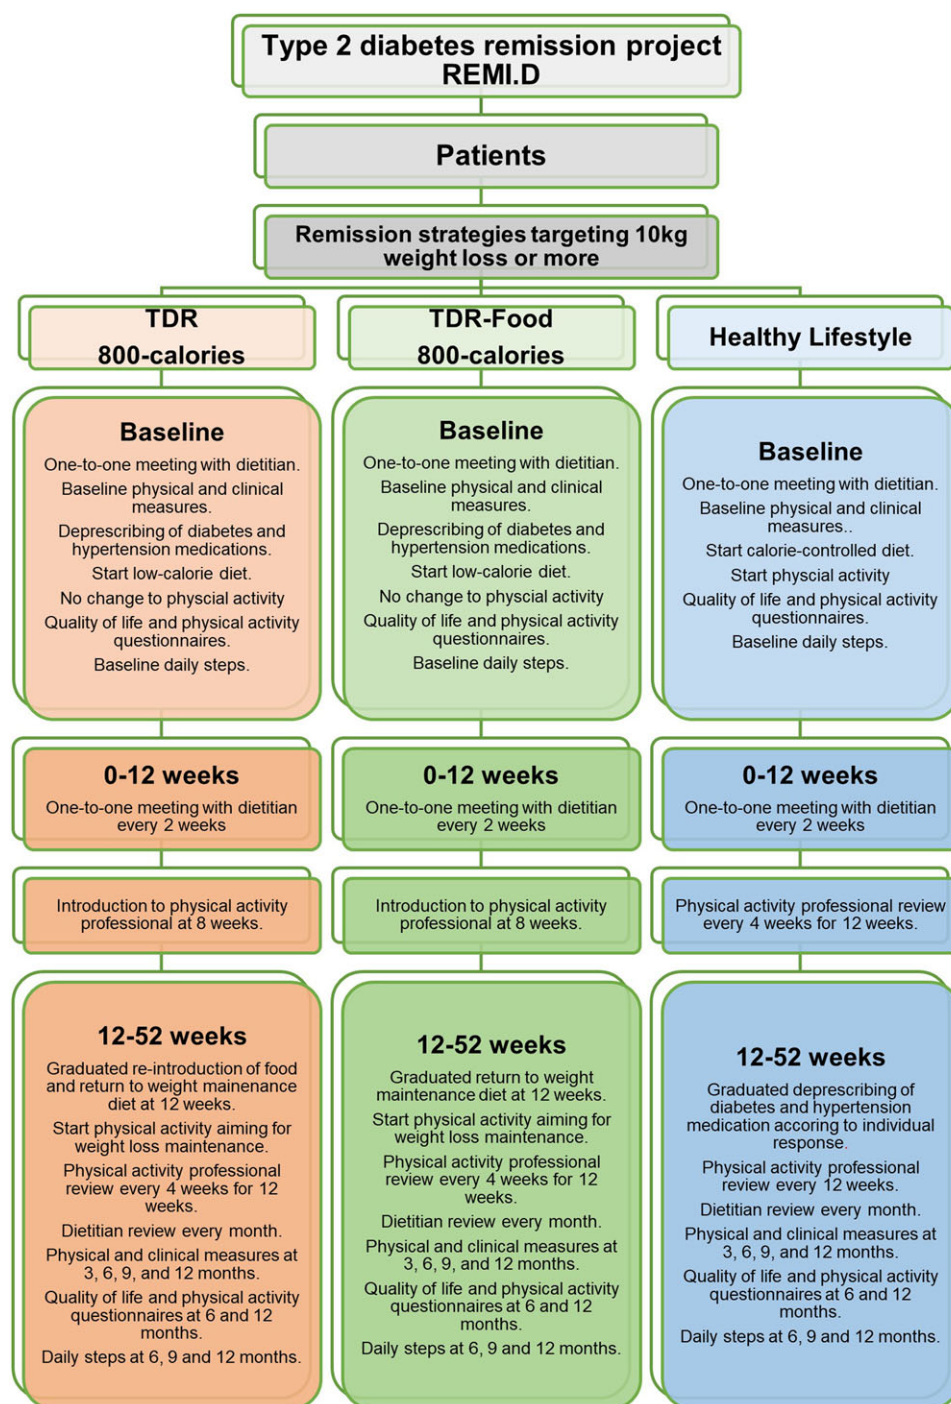 Type 2 diabetes remission project
REMI.D
Patients
Remission strategies targeting 10kg
weight loss or more
TDR
800-calories
TDR-Food
800-calories
Healthy Lifestyle
Baseline
One-to-one meeting with dietitian.
Baseline physical and clinical
measures.
Deprescribing of diabetes and
hypertension medications.
Start low-calorie diet.
No change to physcial activity
Quality of life and physical activity
questionnaires.
Baseline daily steps.
Baseline
One-to-one meeting with dietitian.
Baseline physical and clinical
measures.
Deprescribing of diabetes and
hypertension medications.
Start low-calorie diet.
No change to physcial activity
Quality of life and physical activity
questionnaires.
Baseline daily steps.
Baseline
One-to-one meeting with dietitian.
Baseline physical and clinical
measures..
Start calorie-controlled diet.
Start physcial activity
Quality of life and physical activity
questionnaires.
Baseline daily steps.
0-12 weeks
One-to-one meeting with dietitian
every 2 weeks
0-12 weeks
One-to-one meeting with dietitian
every 2 weeks
0-12 weeks
One-to-one meeting with dietitian
every 2 weeks
Introduction to physical activity
professional at 8 weeks.
Introduction to physical activity
professional at 8 weeks.
Physical activity professional review
every 4 weeks for 12 weeks.
12-52 weeks
Graduated re-introduction of food
and return to weight mainenance
diet at 12 weeks.
Start physical activity aiming for
weight loss maintenance.
Physical activity professional
review every 4 weeks for 12
weeks.
Dietitian review every month.
Physical and clinical measures at
3, 6, 9, and 12 months.
Quality of life and physical activity
questionnaires at 6 and 12
months.
Daily steps at 6, 9 and 12 months.
12-52 weeks
Graduated return to weight
maintenance diet at 12 weeks.
Start physical activity aiming for
weight loss maintenance.
Physical activity professional
review every 4 weeks for 12
weeks.
Dietitian review every month.
Physical and clinical measures at
3, 6, 9, and 12 months.
Quality of life and physical activity
questionnaires at 6 and 12
months.
Daily steps at 6, 9 and 12 months.
12-52 weeks
Graduated deprescribing of
diabetes and hypertension
medication accoring to individual
response.
Physical activity professional
review every 12 weeks.
Dietitian review every month.
Physical and clinical measures at
3, 6, 9, and 12 months.
Quality of life and physical activity
questionnaires at 6 and 12
months.
Daily steps at 6, 9 and 12 months.